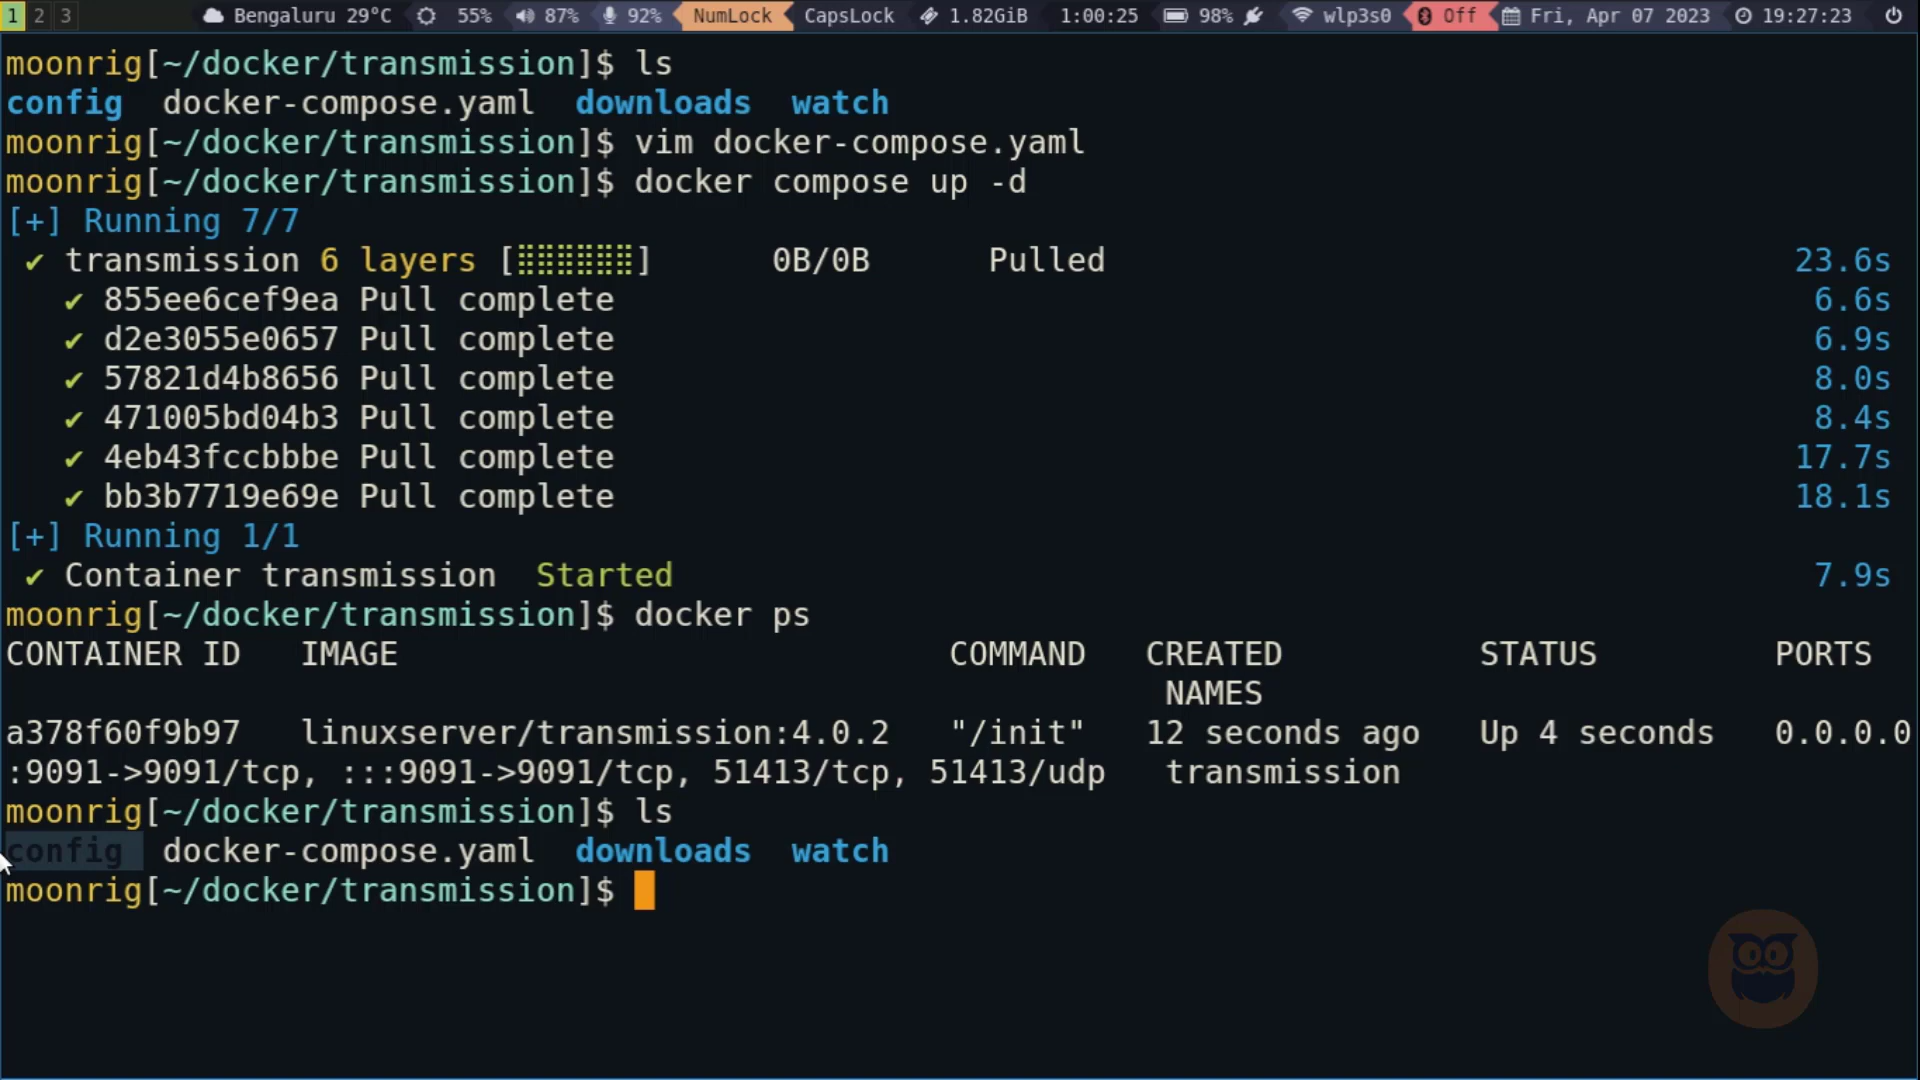 1 2 3 Bengaluru 29°C 55% 87% 92% NumLock CapsLock 1.82GiB 1:00:25 98% wlp3s0 Off Fri, Apr 07 2023 19:27:23
moonrig[~/docker/transmission]$ ls
config docker-compose.yaml downloads watch
moonrig[~/docker/transmission]$ vim docker-compose.yaml
moonrig[~/docker/transmission]$ docker compose up -d
[+] Running 7/7
✔ transmission 6 layers [⣿⣿⣿⣿⣿⣿] 0B/0B Pulled 23.6s
✔ 855ee6cef9ea Pull complete 6.6s
✔ d2e3055e0657 Pull complete 6.9s
✔ 57821d4b8656 Pull complete 8.0s
✔ 471005bd04b3 Pull complete 8.4s
✔ 4eb43fccbbbe Pull complete 17.7s
✔ bb3b7719e69e Pull complete 18.1s
[+] Running 1/1
✔ Container transmission Started 7.9s
moonrig[~/docker/transmission]$ docker ps
CONTAINER ID IMAGE COMMAND CREATED STATUS PORTS
NAMES
a378f60f9b97 linuxserver/transmission:4.0.2 "/init" 12 seconds ago Up 4 seconds 0.0.0.0
:9091->9091/tcp, :::9091->9091/tcp, 51413/tcp, 51413/udp transmission
moonrig[~/docker/transmission]$ ls
config docker-compose.yaml downloads watch
moonrig[~/docker/transmission]$